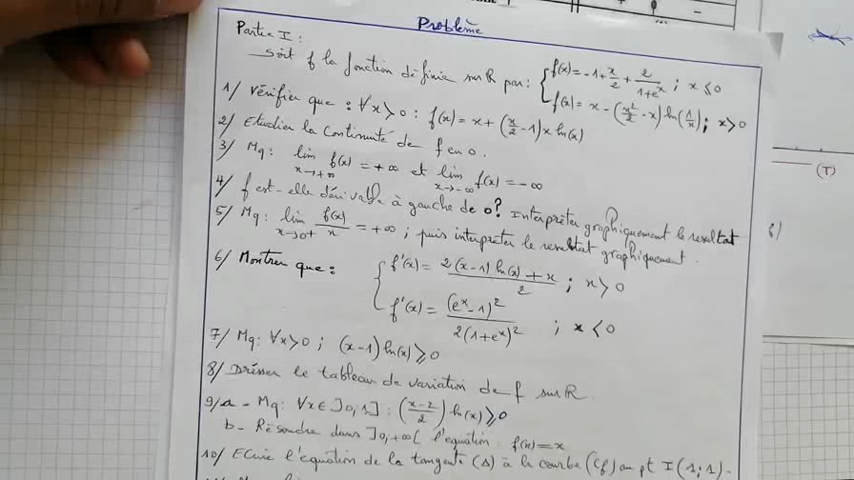 Problème
Partie I :
soit f la fonction définie sur ℝ par : { f(x) = -1 + x/2 + 2/(1+e^x) ; x ≤ 0
f(x) = x - (x²/2 - x) ln(1/x) ; x > 0
1/ Vérifier que : ∀x > 0 : f(x) = x + (x/2 - 1) x ln(x)
2/ Etudier la Continuité de f en 0.
3/ Mq : lim x→+∞ f(x) = +∞ et lim x→-∞ f(x) = -∞
4/ f est-elle dérivable à gauche de 0? Interpréter graphiquement le resultat
5/ Mq : lim x→0⁺ f(x)/x = +∞ ; puis interpréter le resultat graphiquement.
6/ Montrer que : { f'(x) = (2(x-1) ln(x) + x)/2 ; x > 0
f'(x) = (e^x - 1)²/(2(1+e^x)²) ; x < 0
7/ Mq : ∀x > 0 ; (x-1) ln(x) ≥ 0
8/ Drésser le tableau de variation de f sur ℝ.
9/ a - Mq : ∀x ∈ ]0,1] : ((x-2)/2) ln(x) ≥ 0
b - Résoudre dans ]0,+∞[ l'équation : f(x) = x
10/ Ecrire l'équation de la tangente (Δ) à la courbe (Cf) au pt I(1;1) -
(T)
8/